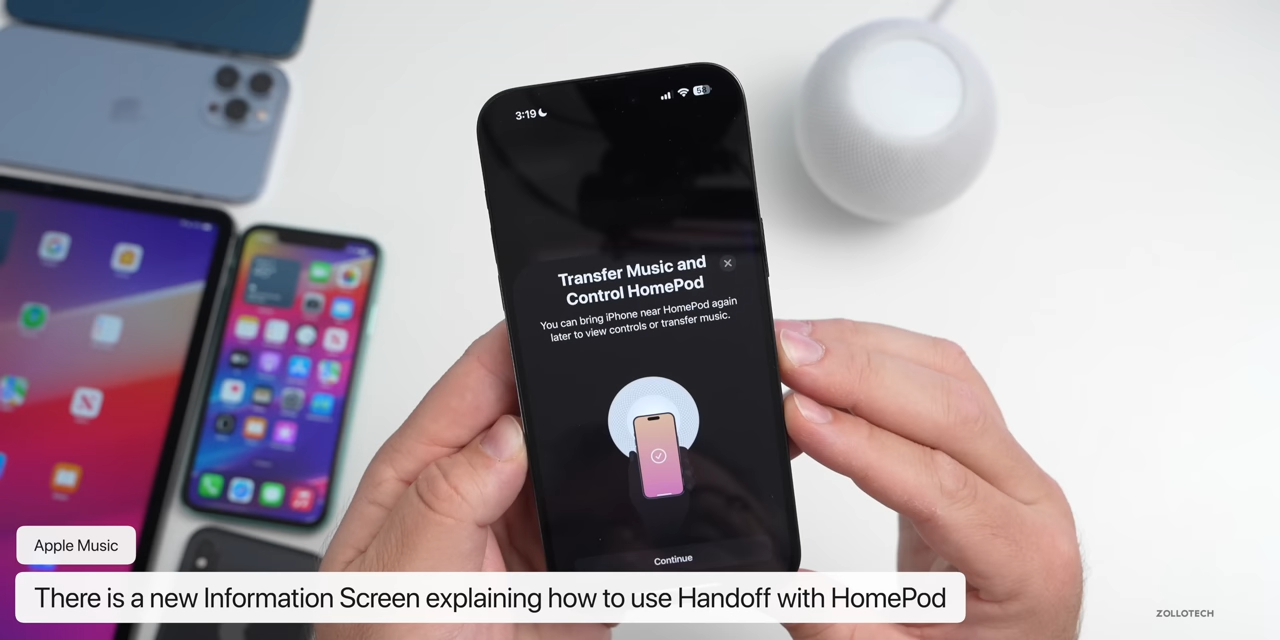 3:19
58
Transfer Music and
Control HomePod
You can bring iPhone near HomePod again
later to view controls or transfer music.
Continue
Apple Music
There is a new Information Screen explaining how to use Handoff with HomePod
ZOLLOTECH